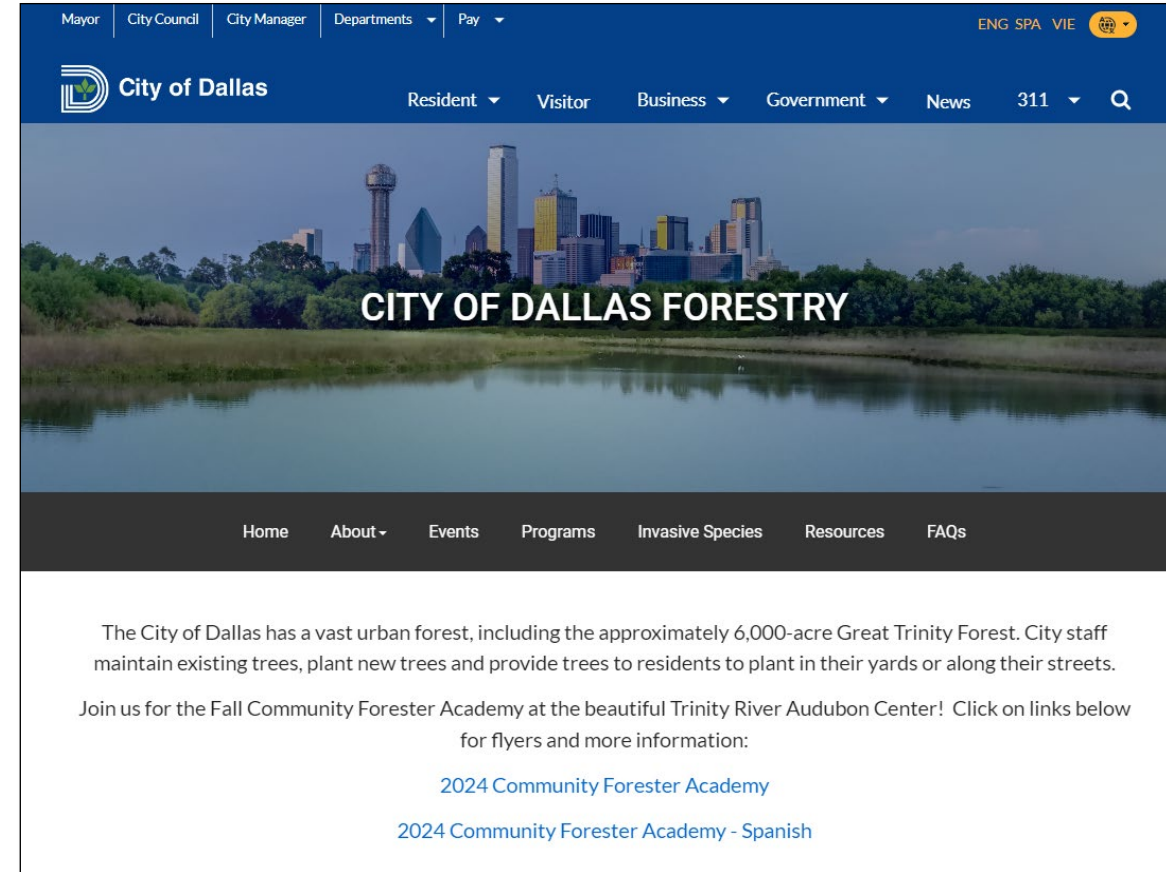 Mayor City Council City Manager Departments Pay ENG SPA VIE
City of Dallas Resident Visitor Business Government News 311
CITY OF DALLAS FORESTRY
Home About Events Programs Invasive Species Resources FAQs
The City of Dallas has a vast urban forest, including the approximately 6,000-acre Great Trinity Forest. City staff
maintain existing trees, plant new trees and provide trees to residents to plant in their yards or along their streets.
Join us for the Fall Community Forester Academy at the beautiful Trinity River Audubon Center! Click on links below
for flyers and more information:
2024 Community Forester Academy
2024 Community Forester Academy - Spanish